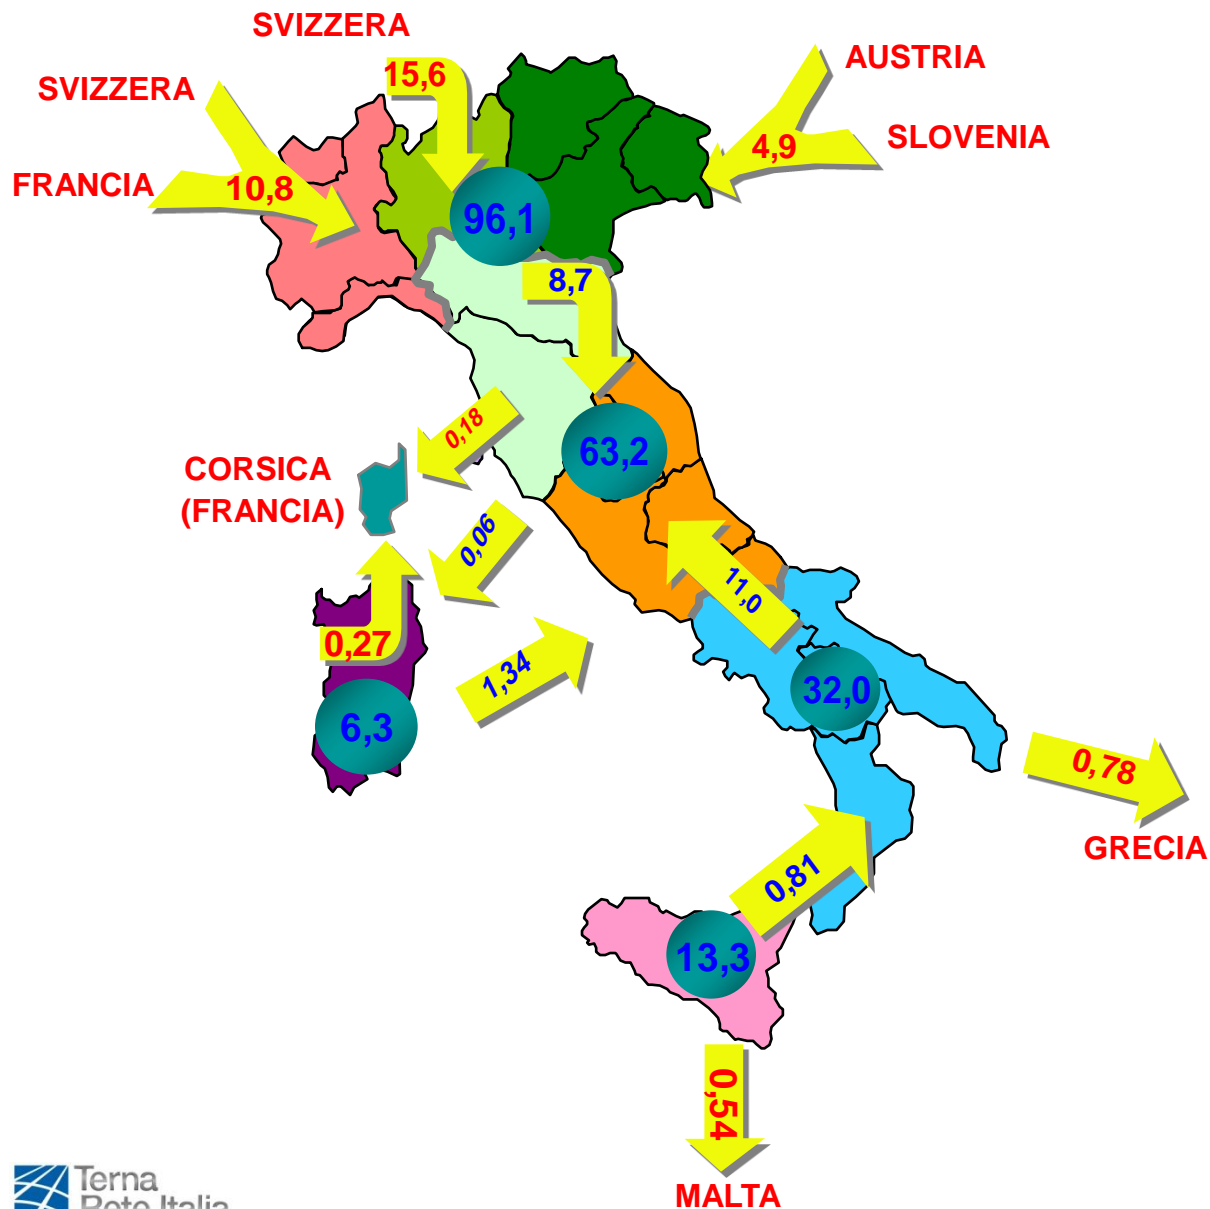 SVIZZERA
SVIZZERA
15,6
AUSTRIA
SLOVENIA
4,9
FRANCIA
10,8
96,1
8,7
0,18
63,2
CORSICA
(FRANCIA)
0,06
11,0
0,27
1,34
6,3
32,0
0,78
GRECIA
0,81
13,3
0,54
MALTA
Terna
Rete Italia